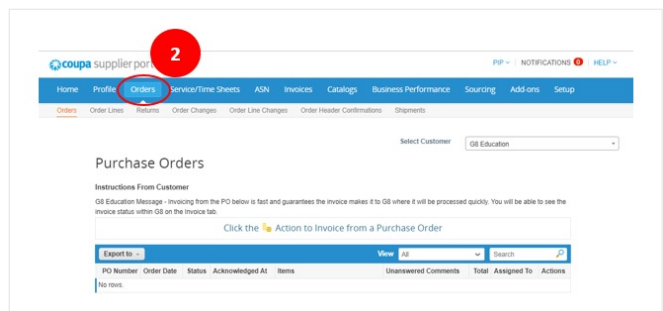 2
coupa supplier port
PIP NOTIFICATIONS 0 HELP
Home Profile Orders Service/Time Sheets ASN Invoices Catalogs Business Performance Sourcing Add-ons Setup
Orders Order Lines Returns Order Changes Order Line Changes Order Header Confirmations Shipments
Select Customer G8 Education
Purchase Orders
Instructions From Customer
G8 Education Message - Invoicing from the PO below is fast and guarantees the invoice makes it to G8 where it will be processed quickly. You will be able to see the
invoice status within G8 on the Invoice tab.
Click the Action to Invoice from a Purchase Order
Export to View All Search
PO Number Order Date Status Acknowledged At Items Unanswered Comments Total Assigned To Actions
No rows.